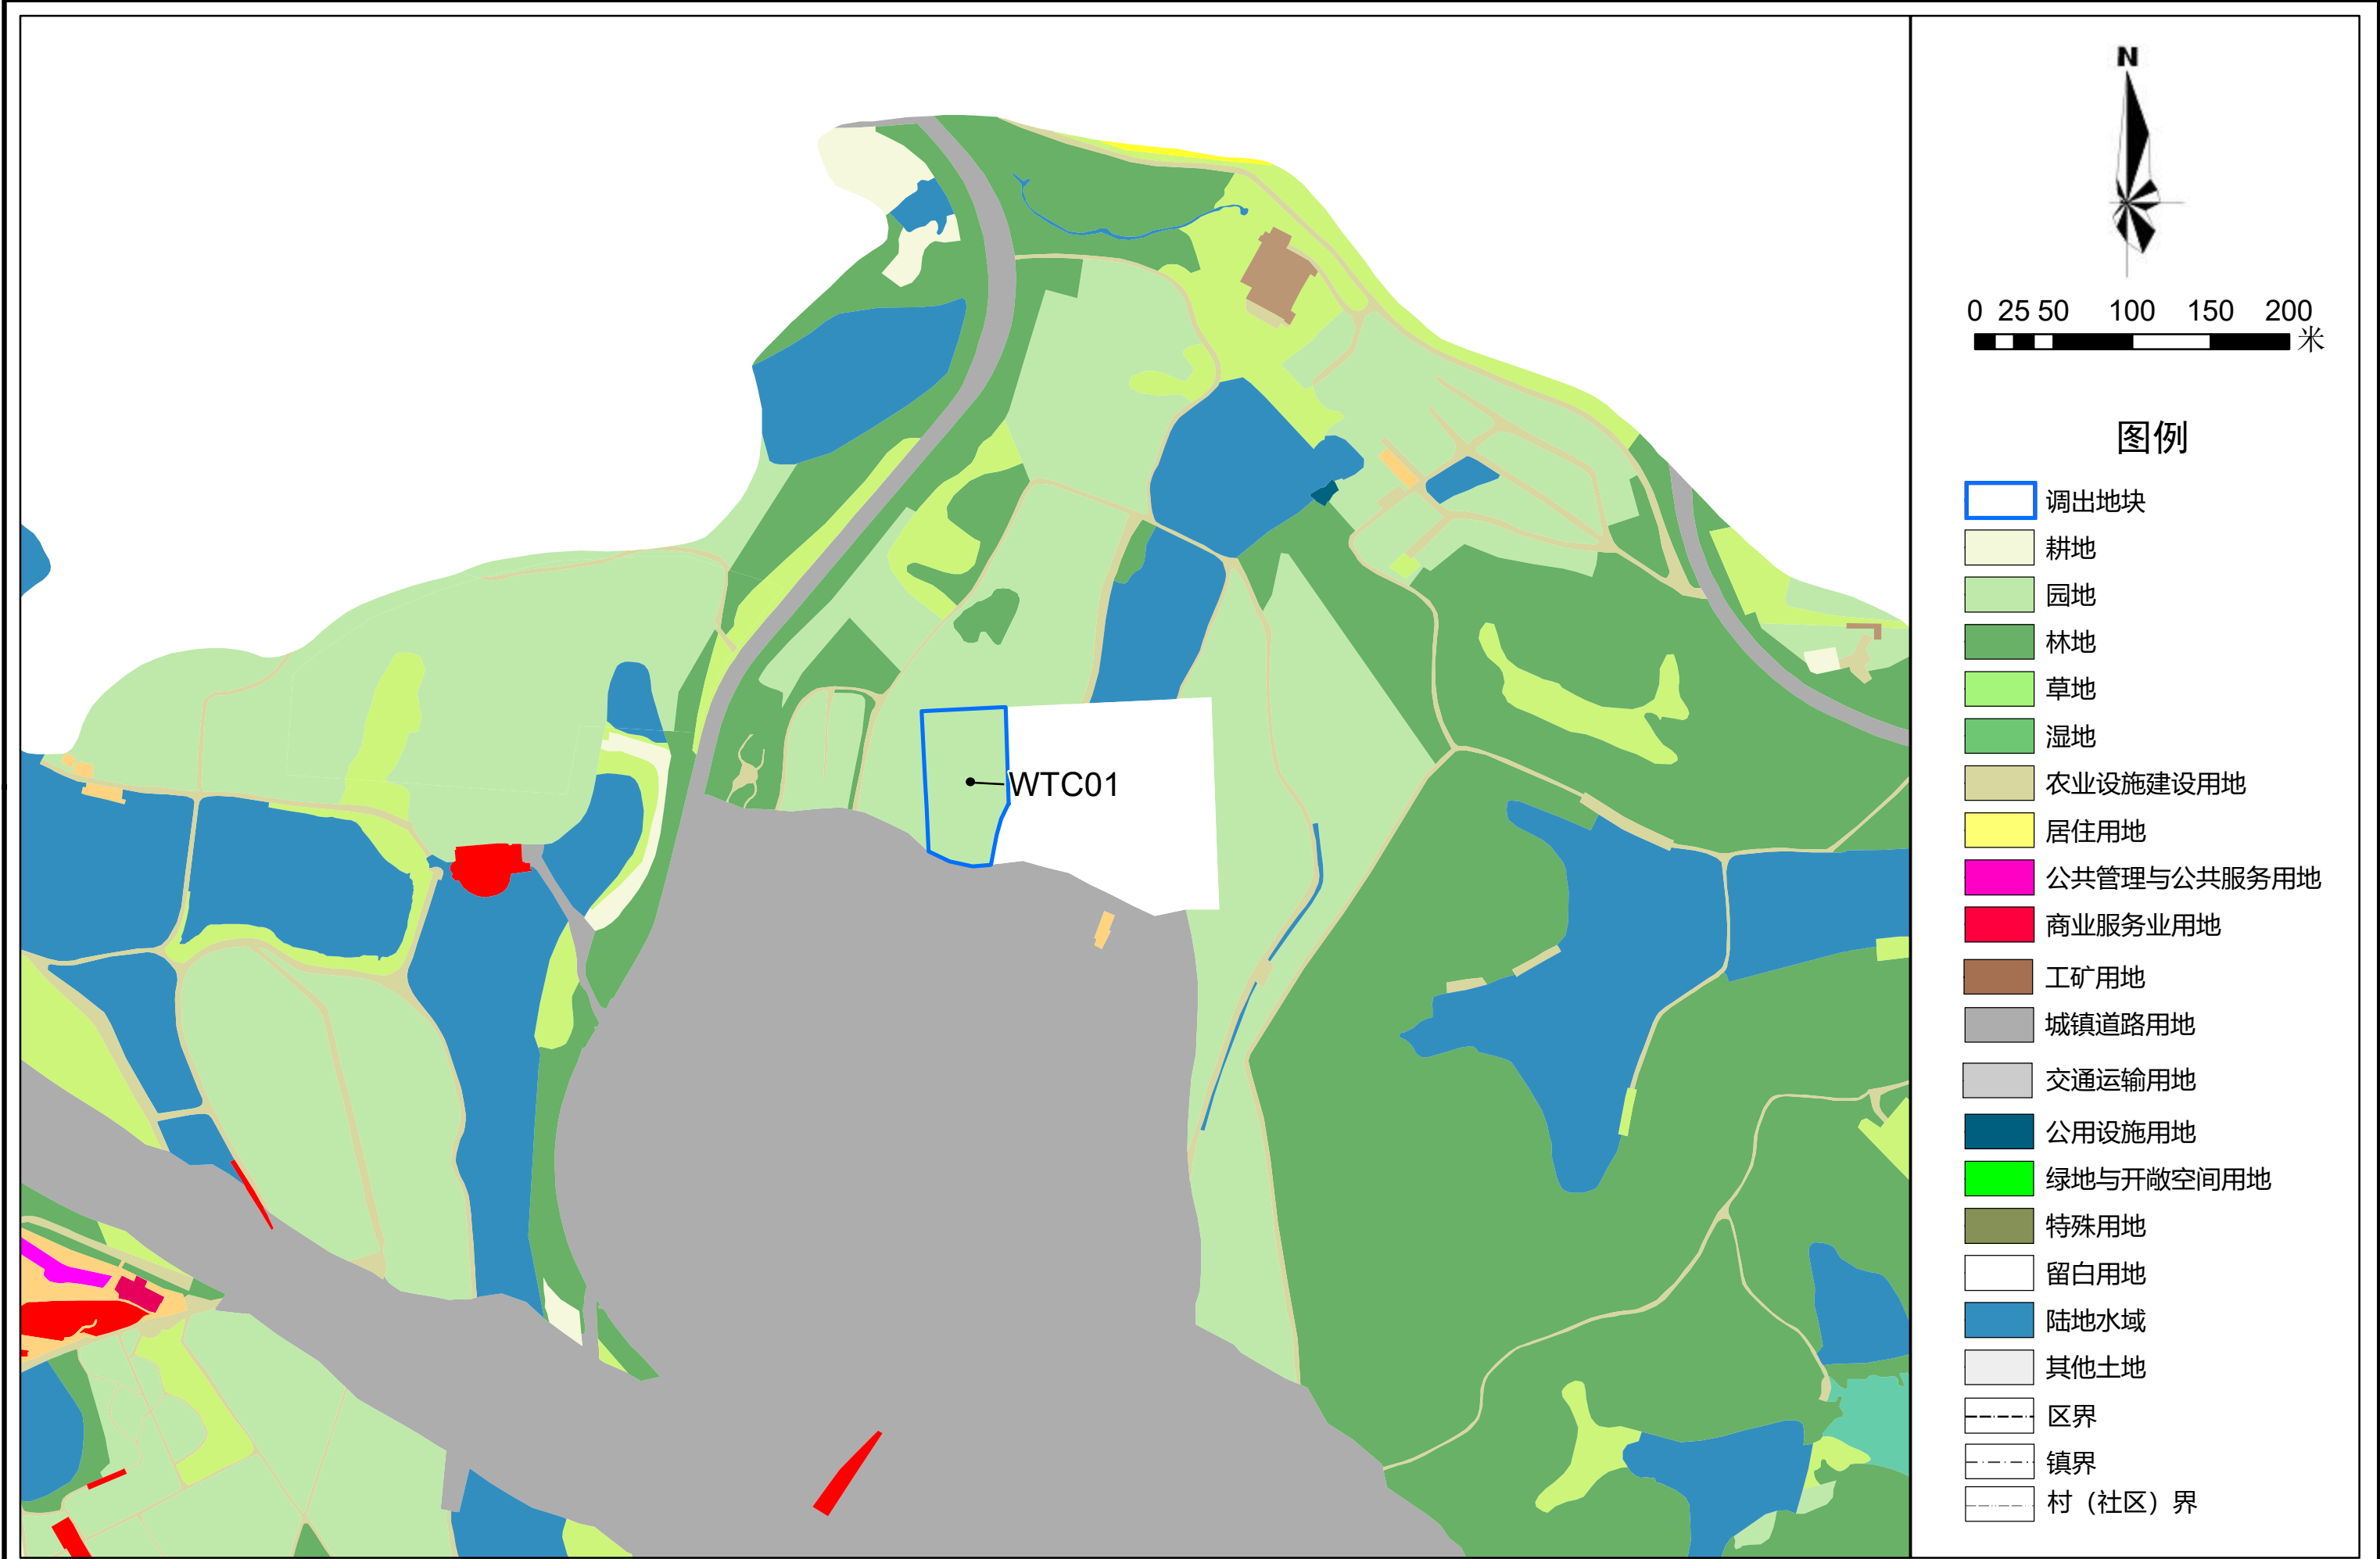 N
0 25 50 100 150 200
米
图例
调出地块
耕地
园地
林地
草地
湿地
农业设施建设用地
居住用地
公共管理与公共服务用地
商业服务业用地
工矿用地
城镇道路用地
交通运输用地
公用设施用地
绿地与开敞空间用地
特殊用地
留白用地
陆地水域
其他土地
区界
镇界
村（社区）界
WTC01